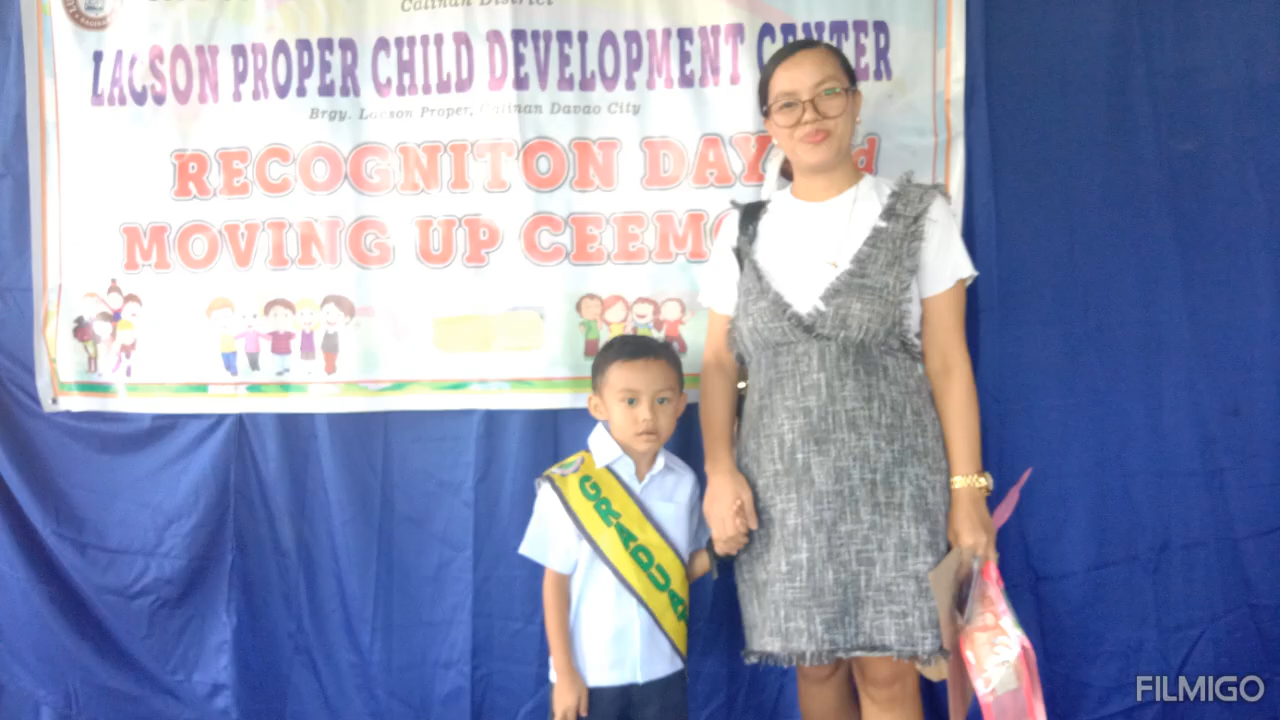 Calinan District
LACSON PROPER CHILD DEVELOPMENT CENTER
Brgy. Lacson Proper, Calinan Davao City
RECOGNITON DAY
MOVING UP
GRADUA
FILMIGO